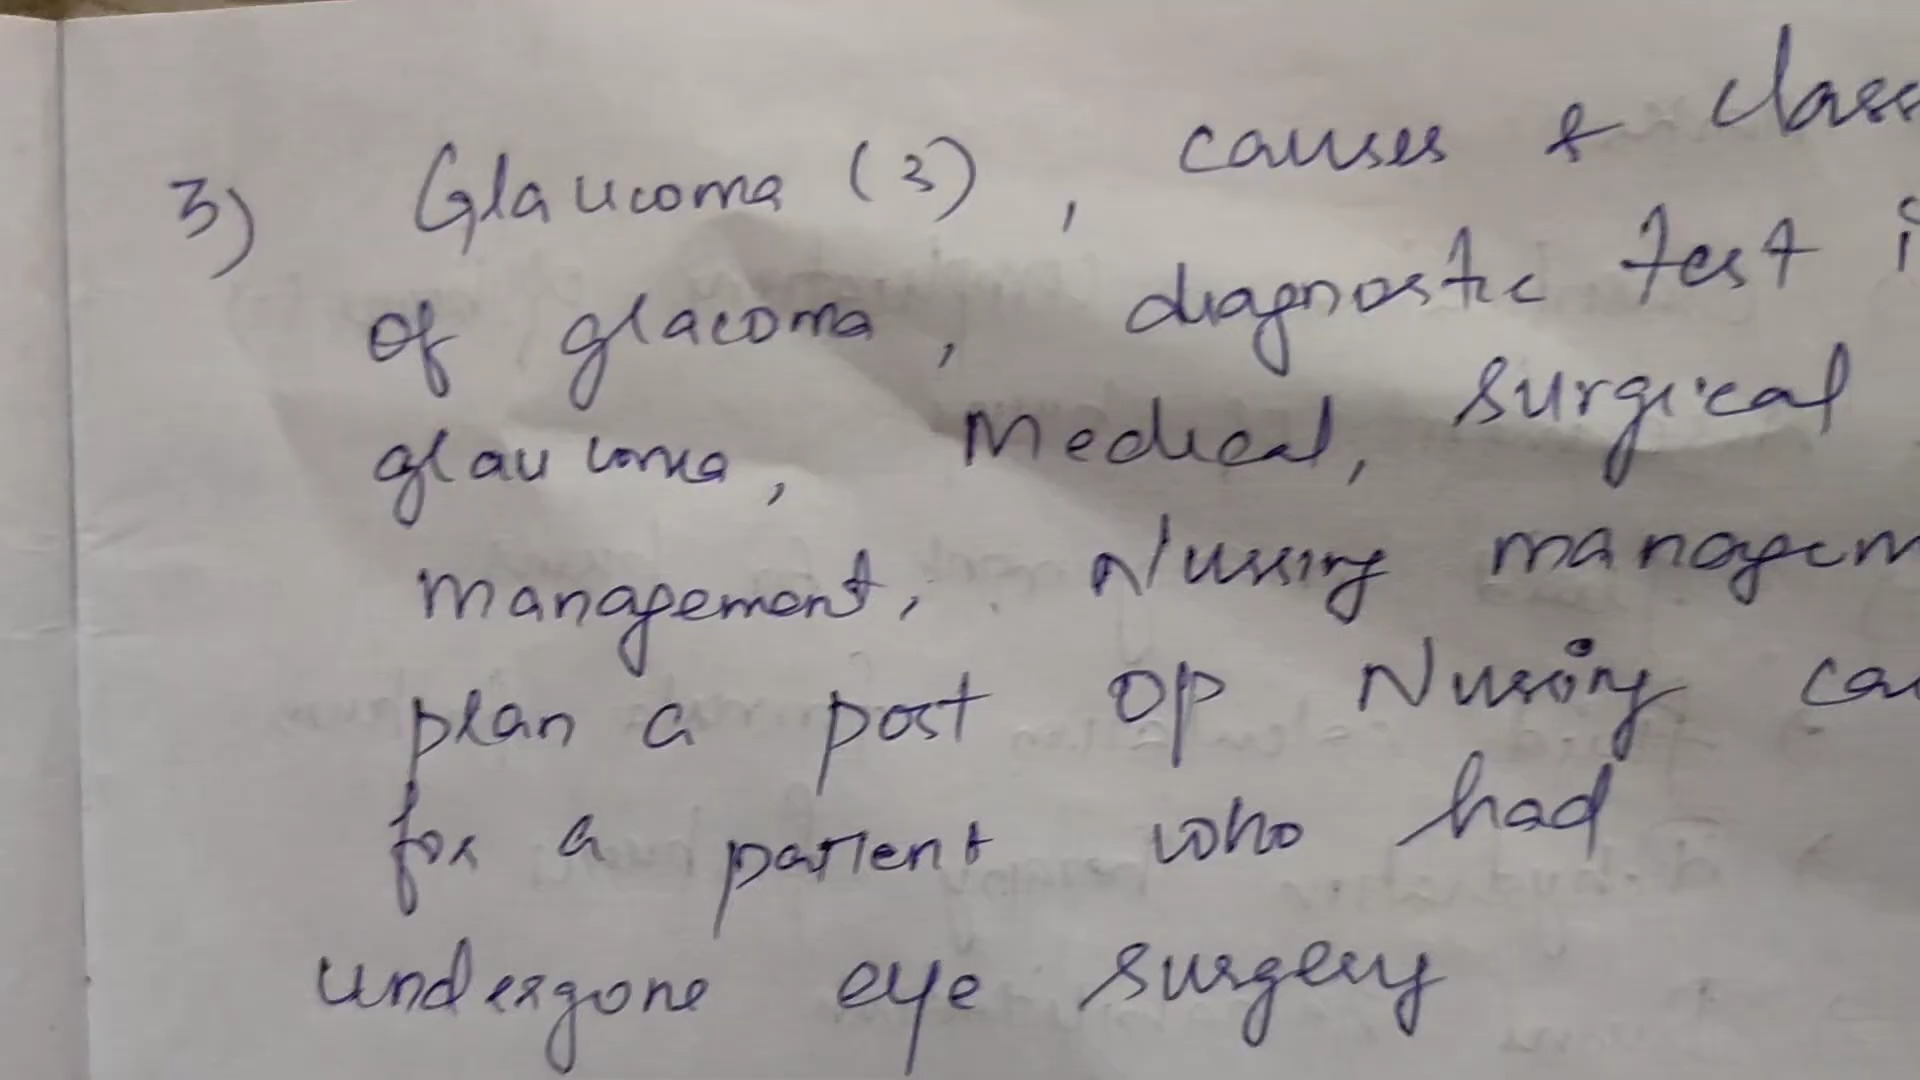 3) Glaucoma (3), causes & class
of glacoma, diagnostic test i
glaucoma, Medical, surgical
management, Nursing managem
plan a post op Nursing ca
for a patient who had
undergone eye surgery